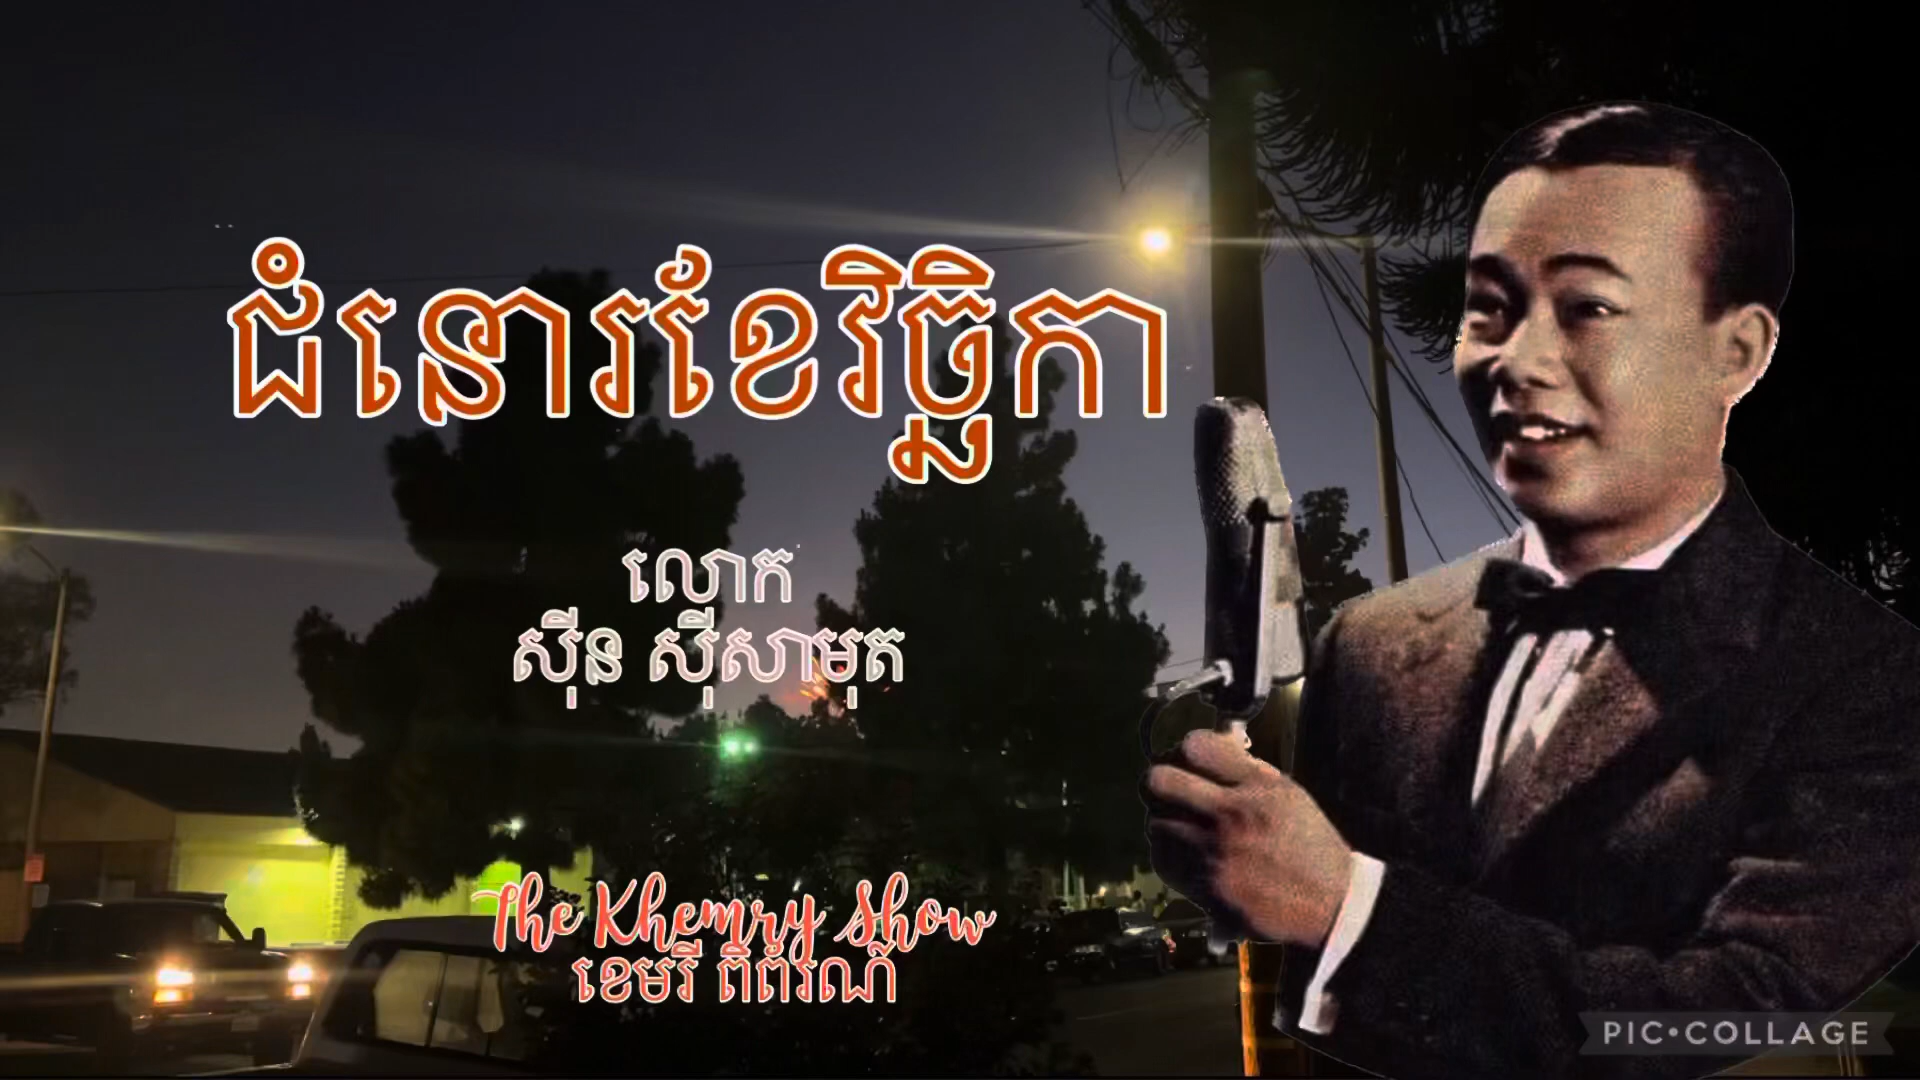 ជំនោរខែវិច្ឆិកា
លោក
ស៊ីន ស៊ីសាមុត
The Khemry Show
ខេមរី ពិព័រណ៌
PIC•COLLAGE